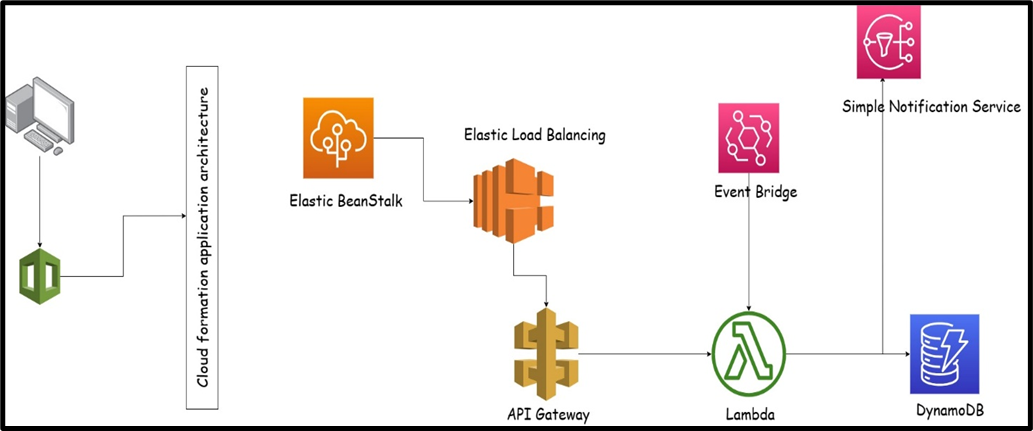 Cloud formation application architecture
Elastic BeanStalk
Elastic Load Balancing
API Gateway
Event Bridge
Lambda
Simple Notification Service
DynamoDB